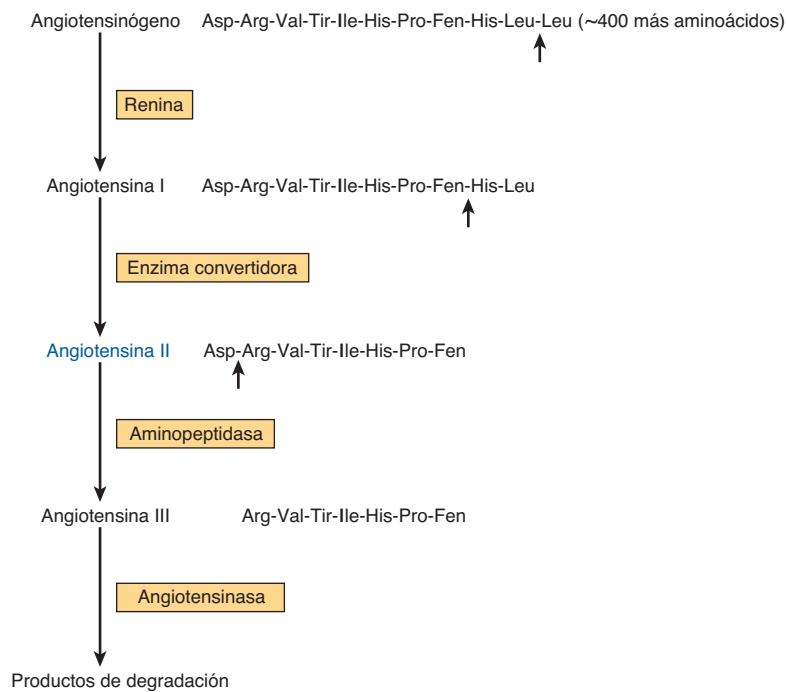 Angiotensinógeno Asp-Arg-Val-Tir-Ile-His-Pro-Fen-His-Leu-Leu (~400 más aminoácidos)
Renina
Angiotensina I Asp-Arg-Val-Tir-Ile-His-Pro-Fen-His-Leu
Enzima convertidora
Angiotensina II Asp-Arg-Val-Tir-Ile-His-Pro-Fen
Aminopeptidasa
Angiotensina III Arg-Val-Tir-Ile-His-Pro-Fen
Angiotensinasa
Productos de degradación